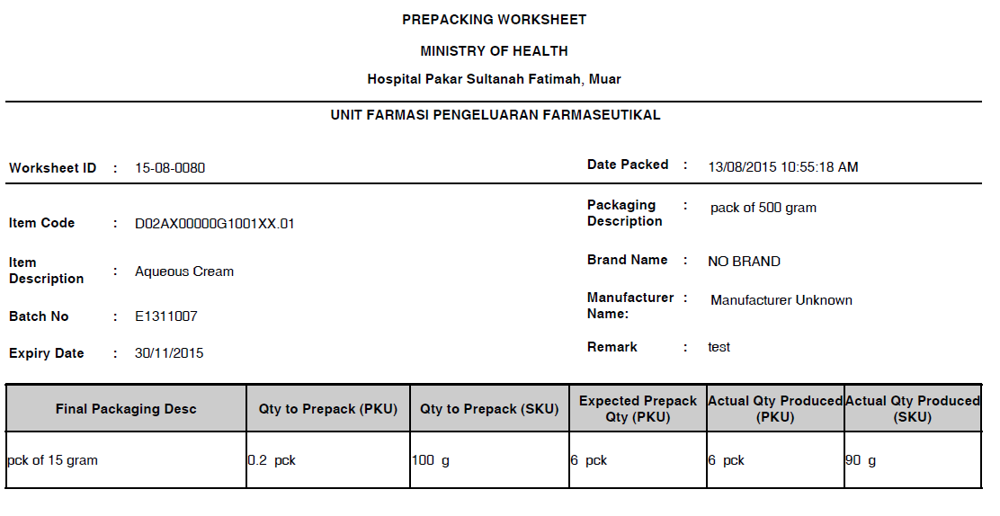 PREPACKING WORKSHEET
MINISTRY OF HEALTH
Hospital Pakar Sultanah Fatimah, Muar
UNIT FARMASI PENGELUARAN FARMASEUTIKAL
Worksheet ID : 15-08-0080
Date Packed : 13/08/2015 10:55:18 AM
Item Code : D02AX00000G1001XX.01
Packaging : pack of 500 gram
Description
Item
Description : Aqueous Cream
Brand Name : NO BRAND
Batch No : E1311007
Manufacturer : Manufacturer Unknown
Name:
Expiry Date : 30/11/2015
Remark : test
Final Packaging Desc Qty to Prepack (PKU) Qty to Prepack (SKU) Expected Prepack Actual Qty Produced Actual Qty Produced
Qty (PKU) (PKU) (SKU)
pck of 15 gram 0.2 pck 100 g 6 pck 6 pck 90 g